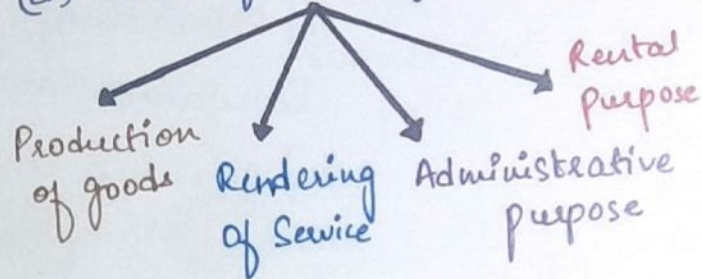 Production
of goods
Rendering
of Service
Administrative
purpose
Rental
purpose